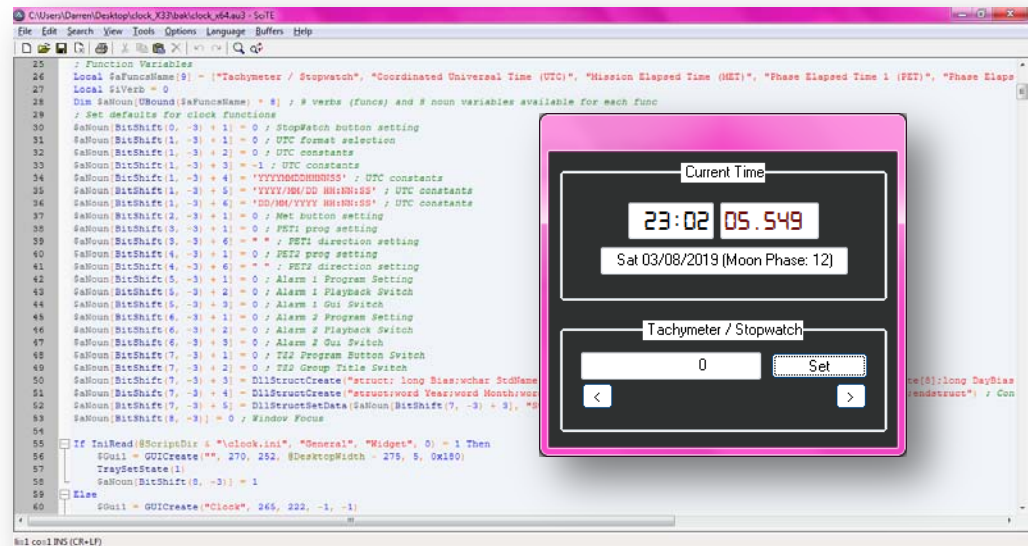 C:\Users\Darren\Desktop\clock_X33\bak\clock_x64.au3 - SciTE
File Edit Search View Tools Options Language Buffers Help
25 ; Function Variables
26 Local $aFuncsName[9] = ["Tachymeter / Stopwatch", "Coordinated Universal Time (UTC)", "Mission Elapsed Time (MET)", "Phase Elapsed Time 1 (PET)", "Phase Elaps
27 Local $iVerb = 0
28 Dim $aNoun[UBound($aFuncsName) * 8] ; 9 verbs (funcs) and 8 noun variables available for each func
29 ; Set defaults for clock functions
30 $aNoun[BitShift(0, -3) + 1] = 0 ; StopWatch button setting
31 $aNoun[BitShift(1, -3) + 1] = 0 ; UTC format selection
32 $aNoun[BitShift(1, -3) + 2] = 0 ; UTC constants
33 $aNoun[BitShift(1, -3) + 3] = -1 ; UTC constants
34 $aNoun[BitShift(1, -3) + 4] = 'YYYYMMDDHHNNSS' ; UTC constants
35 $aNoun[BitShift(1, -3) + 5] = 'YYYY/MM/DD HH:NN:SS' ; UTC constants
36 $aNoun[BitShift(1, -3) + 6] = 'DD/MM/YYYY HH:NN:SS' ; UTC constants
37 $aNoun[BitShift(2, -3) + 1] = 0 ; Met button setting
38 $aNoun[BitShift(3, -3) + 1] = 0 ; PET1 prog setting
39 $aNoun[BitShift(3, -3) + 6] = " " ; PET1 direction setting
40 $aNoun[BitShift(4, -3) + 1] = 0 ; PET2 prog setting
41 $aNoun[BitShift(4, -3) + 6] = " " ; PET2 direction setting
42 $aNoun[BitShift(5, -3) + 1] = 0 ; Alarm 1 Program Setting
43 $aNoun[BitShift(5, -3) + 2] = 0 ; Alarm 1 Playback Switch
44 $aNoun[BitShift(5, -3) + 3] = 0 ; Alarm 1 Gui Switch
45 $aNoun[BitShift(6, -3) + 1] = 0 ; Alarm 2 Program Setting
46 $aNoun[BitShift(6, -3) + 2] = 0 ; Alarm 2 Playback Switch
47 $aNoun[BitShift(6, -3) + 3] = 0 ; Alarm 2 Gui Switch
48 $aNoun[BitShift(7, -3) + 1] = 0 ; TZ2 Program Button Switch
49 $aNoun[BitShift(7, -3) + 2] = 0 ; TZ2 Group Title Switch
50 $aNoun[BitShift(7, -3) + 3] = DllStructCreate("struct; long Bias;wchar StdName te[8];long DayBias
51 $aNoun[BitShift(7, -3) + 4] = DllStructCreate("struct;word Year;word Month;wor endstruct") ; Con
52 $aNoun[BitShift(7, -3) + 5] = DllStructSetData($aNoun[BitShift(7, -3) + 3], "S
53 $aNoun[BitShift(8, -3)] = 0 ; Window Focus
54
55 If IniRead(@ScriptDir & "\clock.ini", "General", "Widget", 0) = 1 Then
56 $Gui1 = GUICreate("", 270, 252, @DesktopWidth - 275, 5, 0x180)
57 TraySetState(1)
58 $aNoun[BitShift(8, -3)] = 1
59 Else
60 $Gui1 = GUICreate("Clock", 265, 222, -1, -1)
li=1 co=1 INS (CR+LF)
Current Time
23:02 05.549
Sat 03/08/2019 (Moon Phase: 12)
Tachymeter / Stopwatch
0 Set
< >